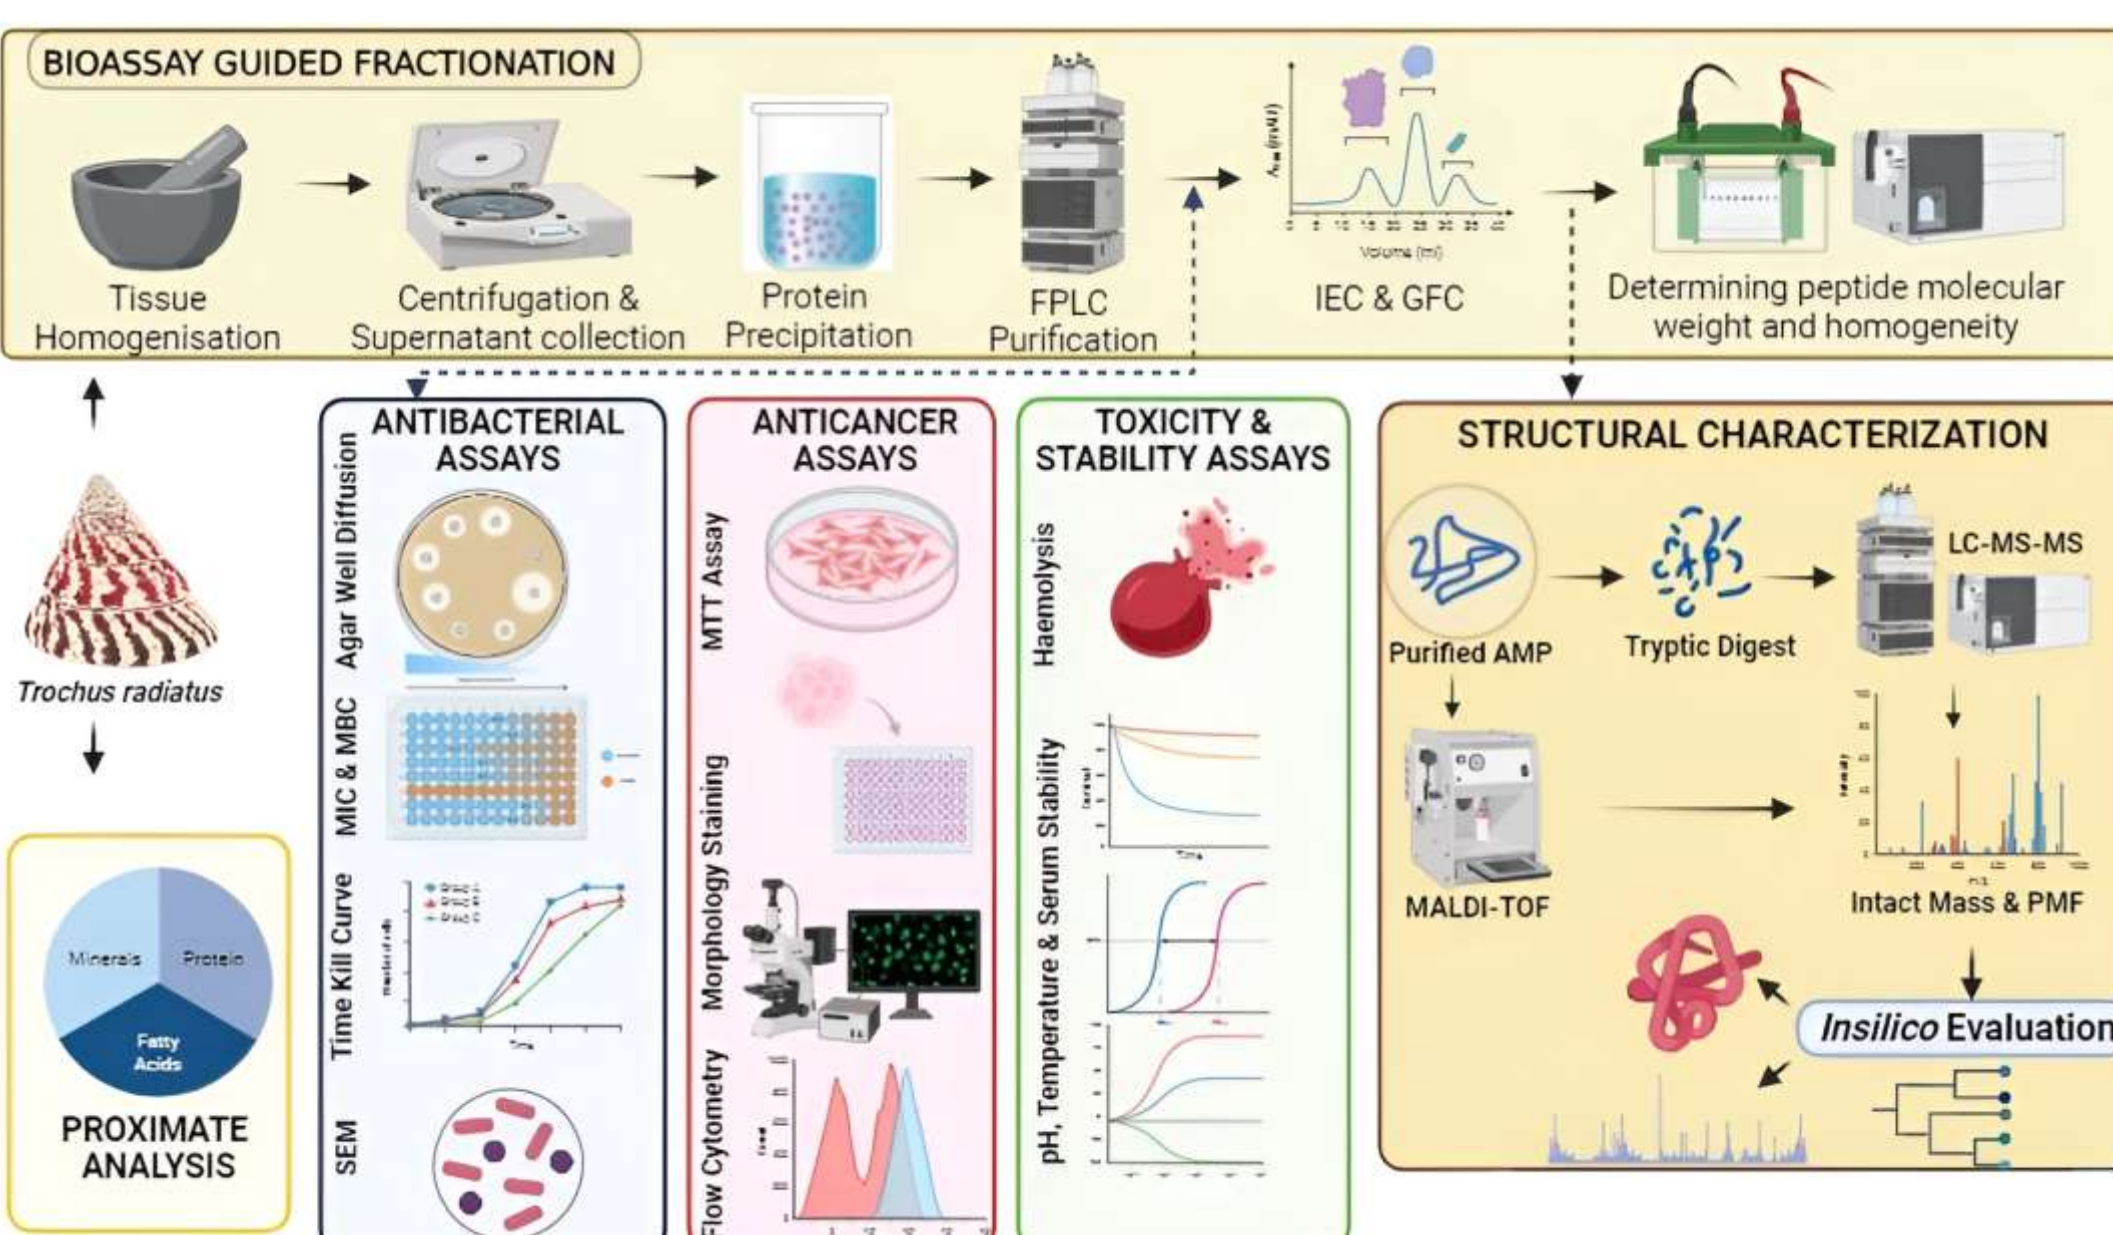 BIOASSAY GUIDED FRACTIONATION
Tissue
Homogenisation
Centrifugation &
Supernatant collection
Protein
Precipitation
FPLC
Purification
Volume (ml)
IEC & GFC
Determining peptide molecular
weight and homogeneity
Trochus radiatus
Minerals
Protein
Fatty
Acids
PROXIMATE
ANALYSIS
ANTIBACTERIAL
ASSAYS
Agar Well Diffusion
MIC & MBC
Time Kill Curve
SEM
ANTICANCER
ASSAYS
MTT Assay
Morphology Staining
Flow Cytometry
TOXICITY &
STABILITY ASSAYS
Haemolysis
pH, Temperature & Serum Stability
STRUCTURAL CHARACTERIZATION
Purified AMP
Tryptic Digest
LC-MS-MS
MALDI-TOF
Intact Mass & PMF
Insilico Evaluation